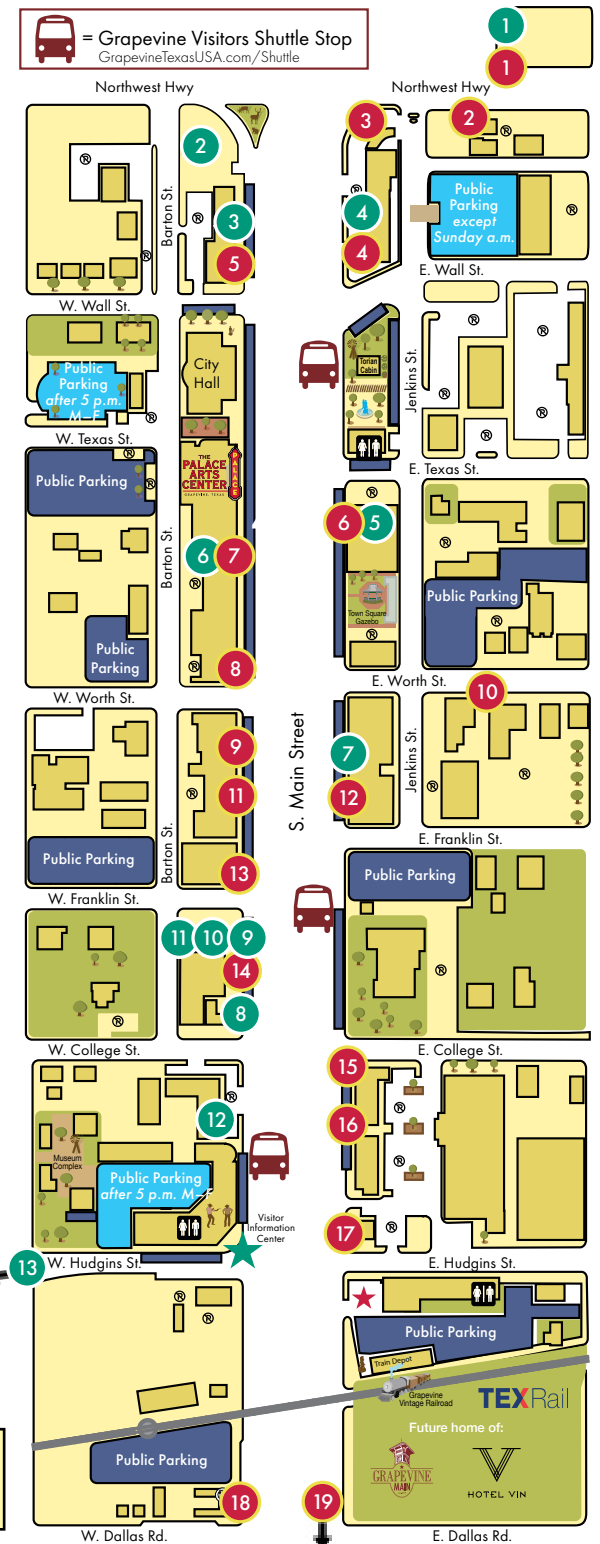 = Grapevine Visitors Shuttle Stop
GrapevineTexasUSA.com/Shuttle
1
1
Northwest Hwy
Northwest Hwy
2
3
2
Barton St.
3
5
4
4
Public
Parking
except
Sunday a.m.
E. Wall St.
W. Wall St.
Public
Parking
after 5 p.m.
M–F
City
Hall
Torian
Cabin
Jenkins St.
W. Texas St.
E. Texas St.
Public Parking
THE
PALACE
ARTS
CENTER
GRAPEVINE, TEXAS
PALACE
Barton St.
6
7
6
5
Public Parking
Town Square
Gazebo
Public
Parking
8
W. Worth St.
E. Worth St.
10
9
11
13
S. Main Street
7
12
Jenkins St.
Barton St.
Public Parking
E. Franklin St.
W. Franklin St.
Public Parking
11
10
9
14
8
W. College St.
E. College St.
15
16
12
Museum
Complex
Public Parking
after 5 p.m. M–F
Visitor
Information
Center
17
13
W. Hudgins St.
E. Hudgins St.
Public Parking
Train Depot
Grapevine
Vintage Railroad
TEXRail
Future home of:
GRAPEVINE
MAIN
V
HOTEL VIN
Public Parking
18
19
W. Dallas Rd.
E. Dallas Rd.